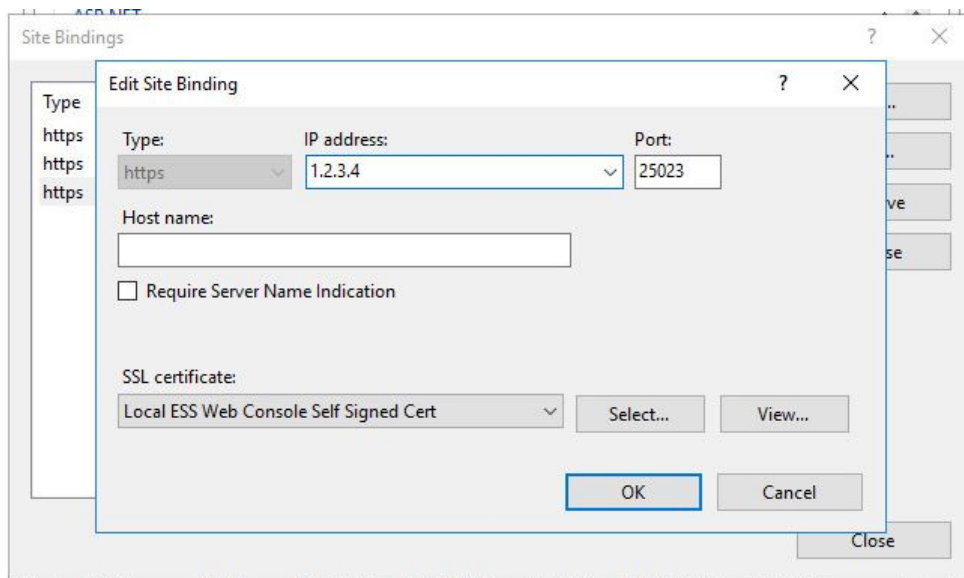 ASP.NET
Site Bindings
?
Edit Site Binding
?
Type
https
https
https
Type:
IP address:
Port:
https
1.2.3.4
25023
Host name:
Require Server Name Indication
SSL certificate:
Local ESS Web Console Self Signed Cert
Select...
View...
OK
Cancel
Close